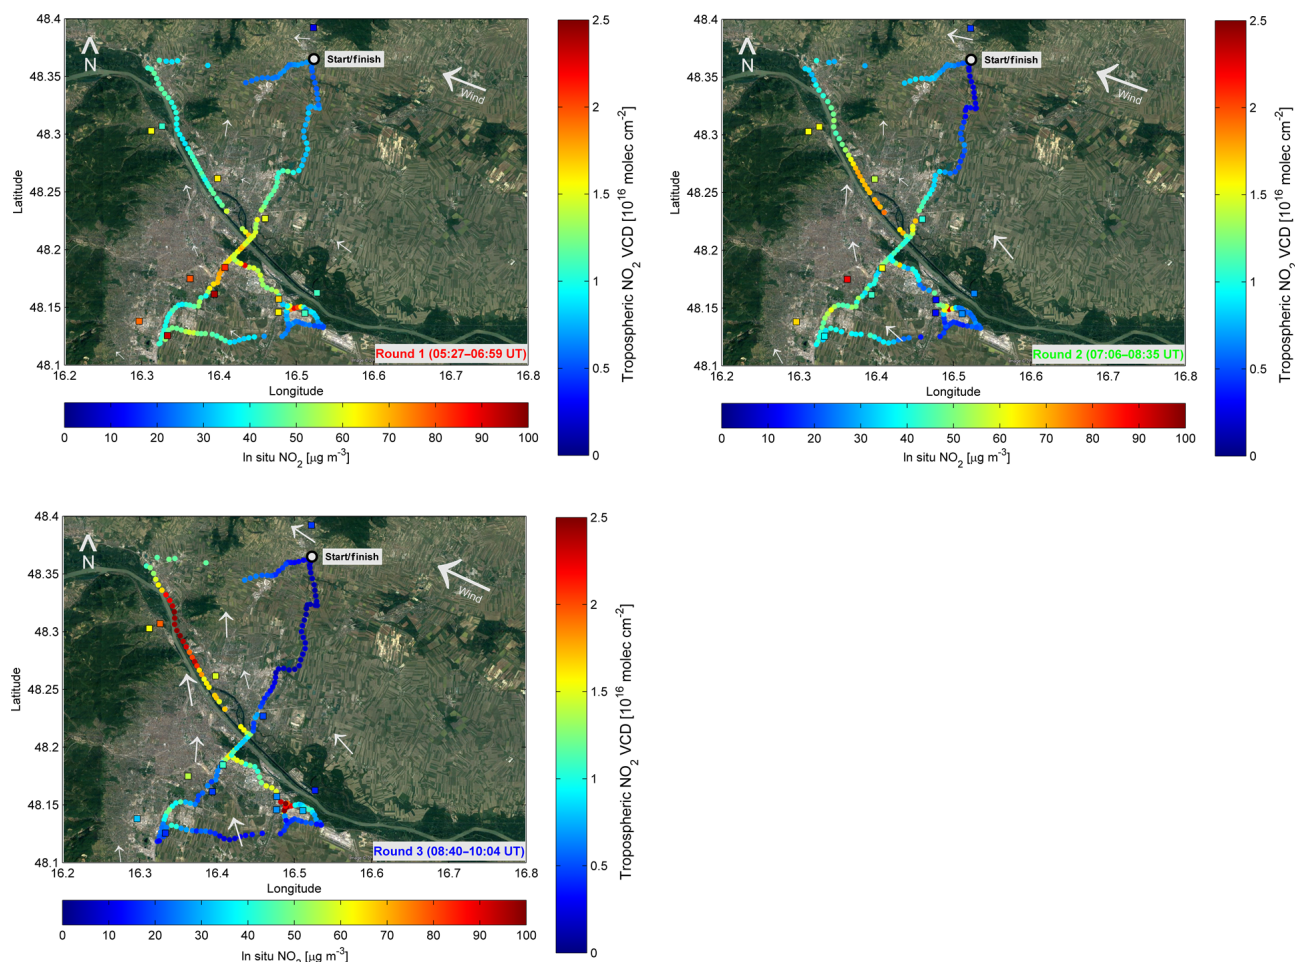 48.4
48.35
48.3
48.25
48.2
48.15
48.1
Latitude
N
Start/finish
Wind
Round 1 (05:27–06:59 UT)
16.2 16.3 16.4 16.5 16.6 16.7 16.8
Longitude
0 10 20 30 40 50 60 70 80 90 100
In situ NO2 [μg m-3]
2.5
2
1.5
1
0.5
0
Tropospheric NO2 VCD [10^16 molec cm-2]
48.4
48.35
48.3
48.25
48.2
48.15
48.1
Latitude
N
Start/finish
Wind
Round 2 (07:06–08:35 UT)
16.2 16.3 16.4 16.5 16.6 16.7 16.8
Longitude
0 10 20 30 40 50 60 70 80 90 100
In situ NO2 [μg m-3]
2.5
2
1.5
1
0.5
0
Tropospheric NO2 VCD [10^16 molec cm-2]
48.4
48.35
48.3
48.25
48.2
48.15
48.1
Latitude
N
Start/finish
Wind
Round 3 (08:40–10:04 UT)
16.2 16.3 16.4 16.5 16.6 16.7 16.8
Longitude
0 10 20 30 40 50 60 70 80 90 100
In situ NO2 [μg m-3]
2.5
2
1.5
1
0.5
0
Tropospheric NO2 VCD [10^16 molec cm-2]